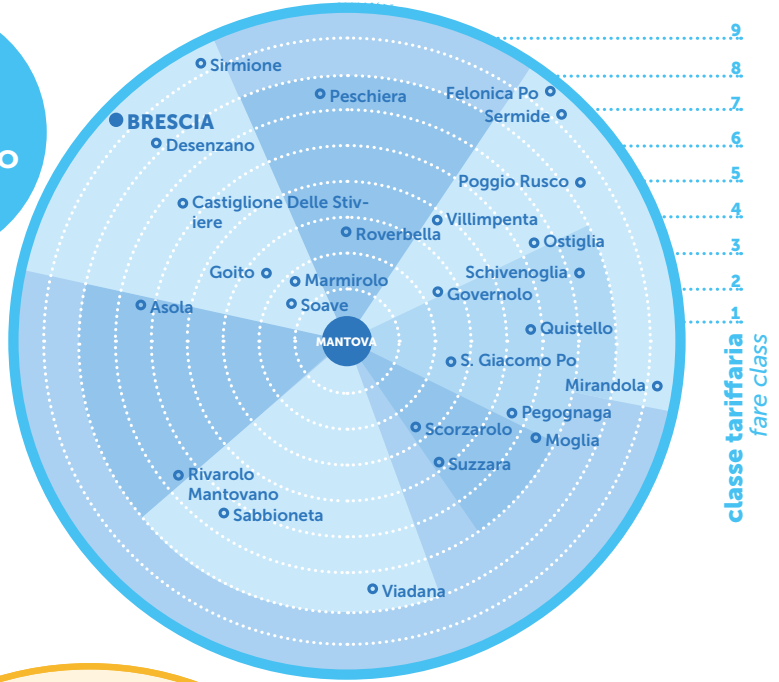 9
Sirmione
8
Felonica Po
Peschiera
7
Sermide
BRESCIA
6
Desenzano
5
Poggio Rusco
Castiglione Delle Stiv-
iere
4
Villimpenta
Roverbella
Ostiglia
3
Goito
Marmirolo
Schivenoglia
2
Governolo
Soave
Asola
1
Quistello
MANTOVA
S. Giacomo Po
Mirandola
Pegognaga
Scorzarolo
Moglia
Suzzara
Rivarolo
Mantovano
Sabbioneta
Viadana
classe tariffaria
fare class
o